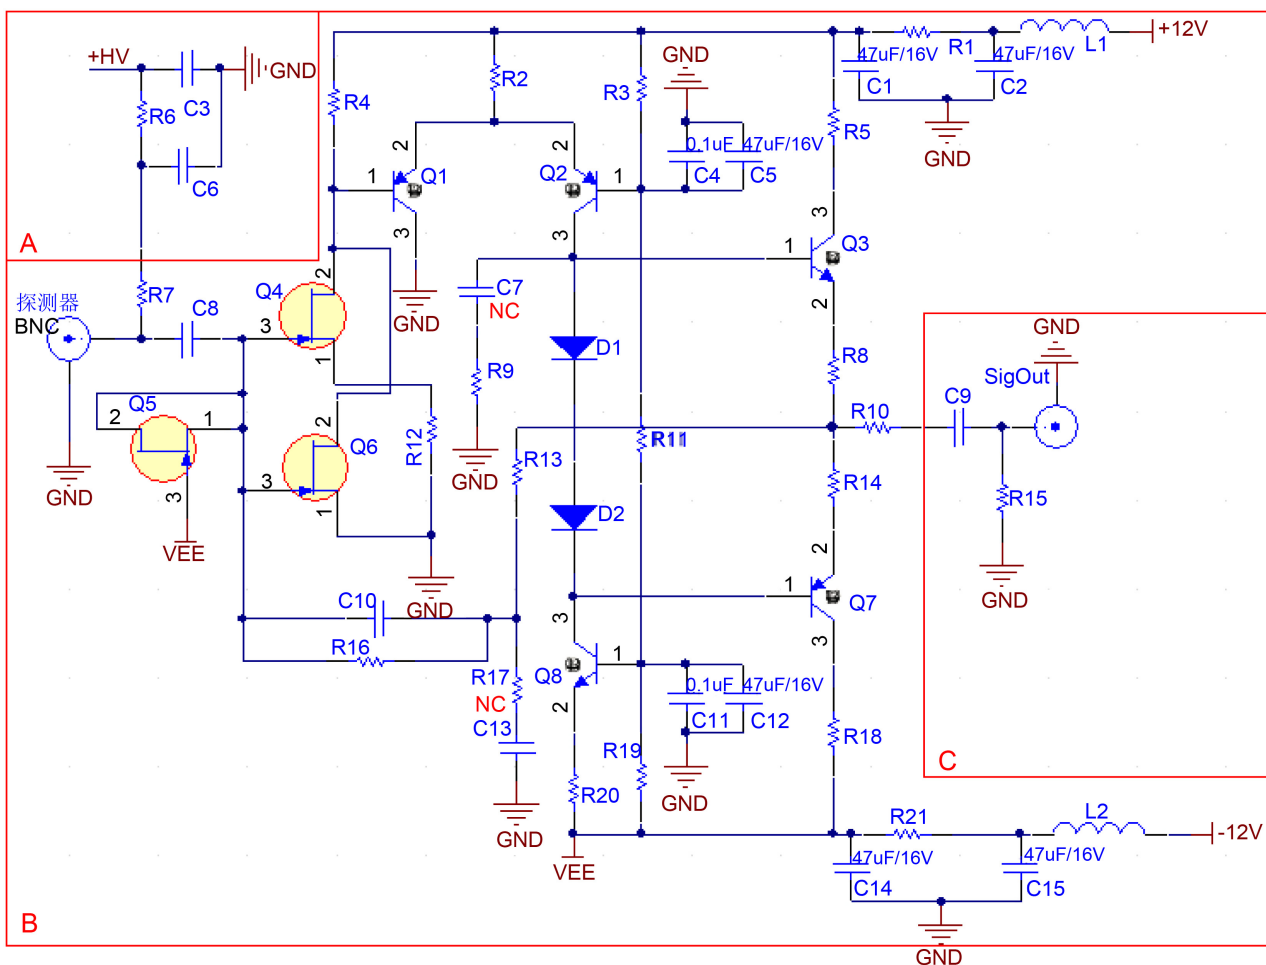 +HV
GND
C3
R6
C6
A
R4
R2
R3
GND
0.1uF
47uF/16V
C4
C5
47uF/16V
C1
R1
47uF/16V
C2
L1
+12V
GND
R5
2
1
Q1
3
GND
2
Q2
1
3
3
1
Q3
2
探测器
BNC
GND
R7
C8
Q4
2
3
1
C7
NC
R9
GND
D1
R8
Q5
2
1
3
VEE
Q6
2
3
1
R12
GND
R13
R11
R10
C9
GND
SigOut
R15
GND
C
D2
R14
2
1
Q7
3
C10
R16
R17
NC
C13
GND
3
Q8
1
2
0.1uF
47uF/16V
C11
C12
GND
R19
R20
VEE
R18
R21
L2
-12V
47uF/16V
C14
47uF/16V
C15
GND
B